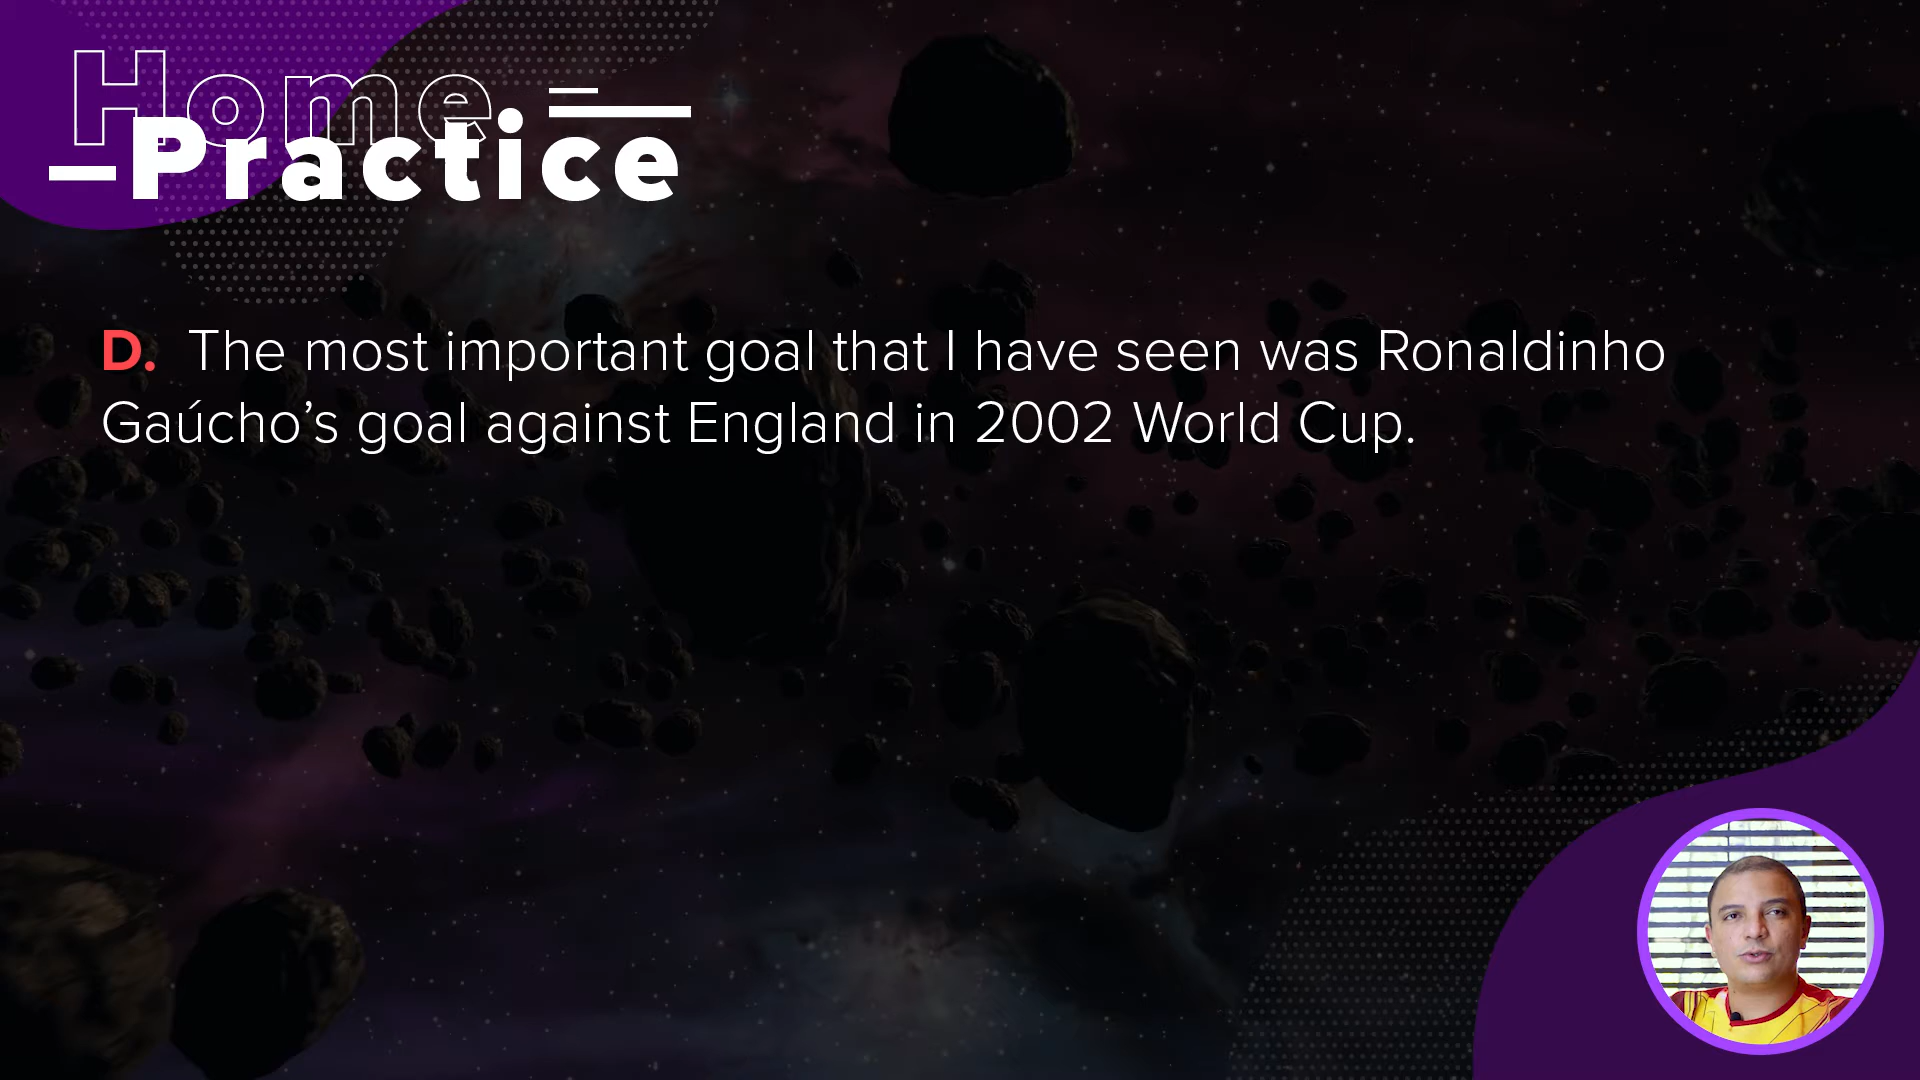 Home
Practice
D. The most important goal that I have seen was Ronaldinho
Gaúcho’s goal against England in 2002 World Cup.